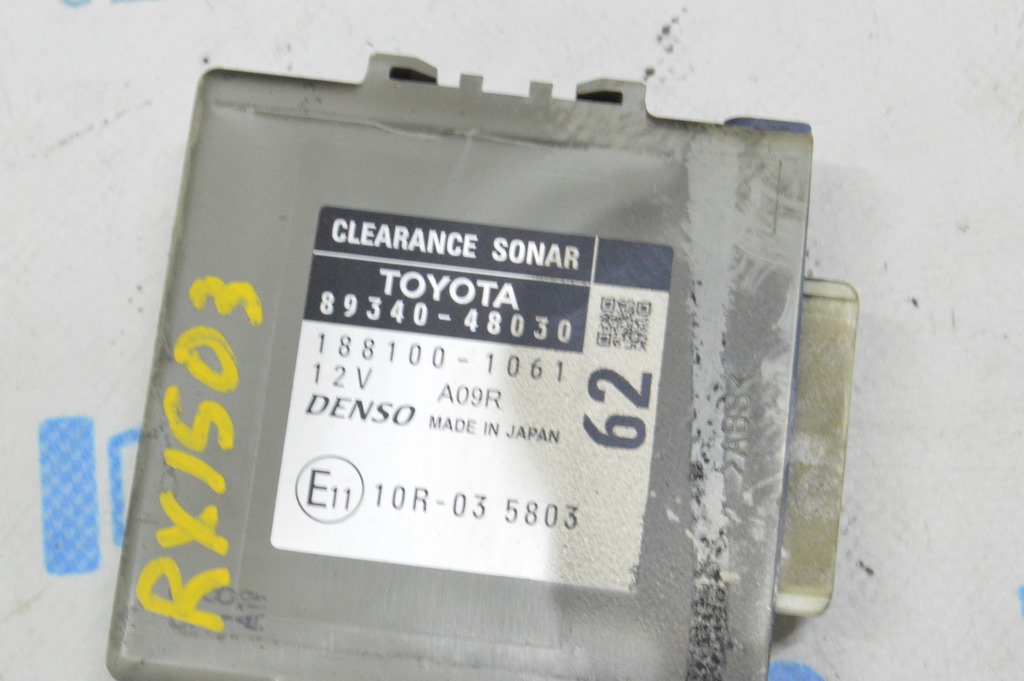 CLEARANCE SONAR
TOYOTA
89340-48030
188100-1061
12V A09R
DENSO MADE IN JAPAN
62
E11 10R-03 5803
>ABS<
RX1503